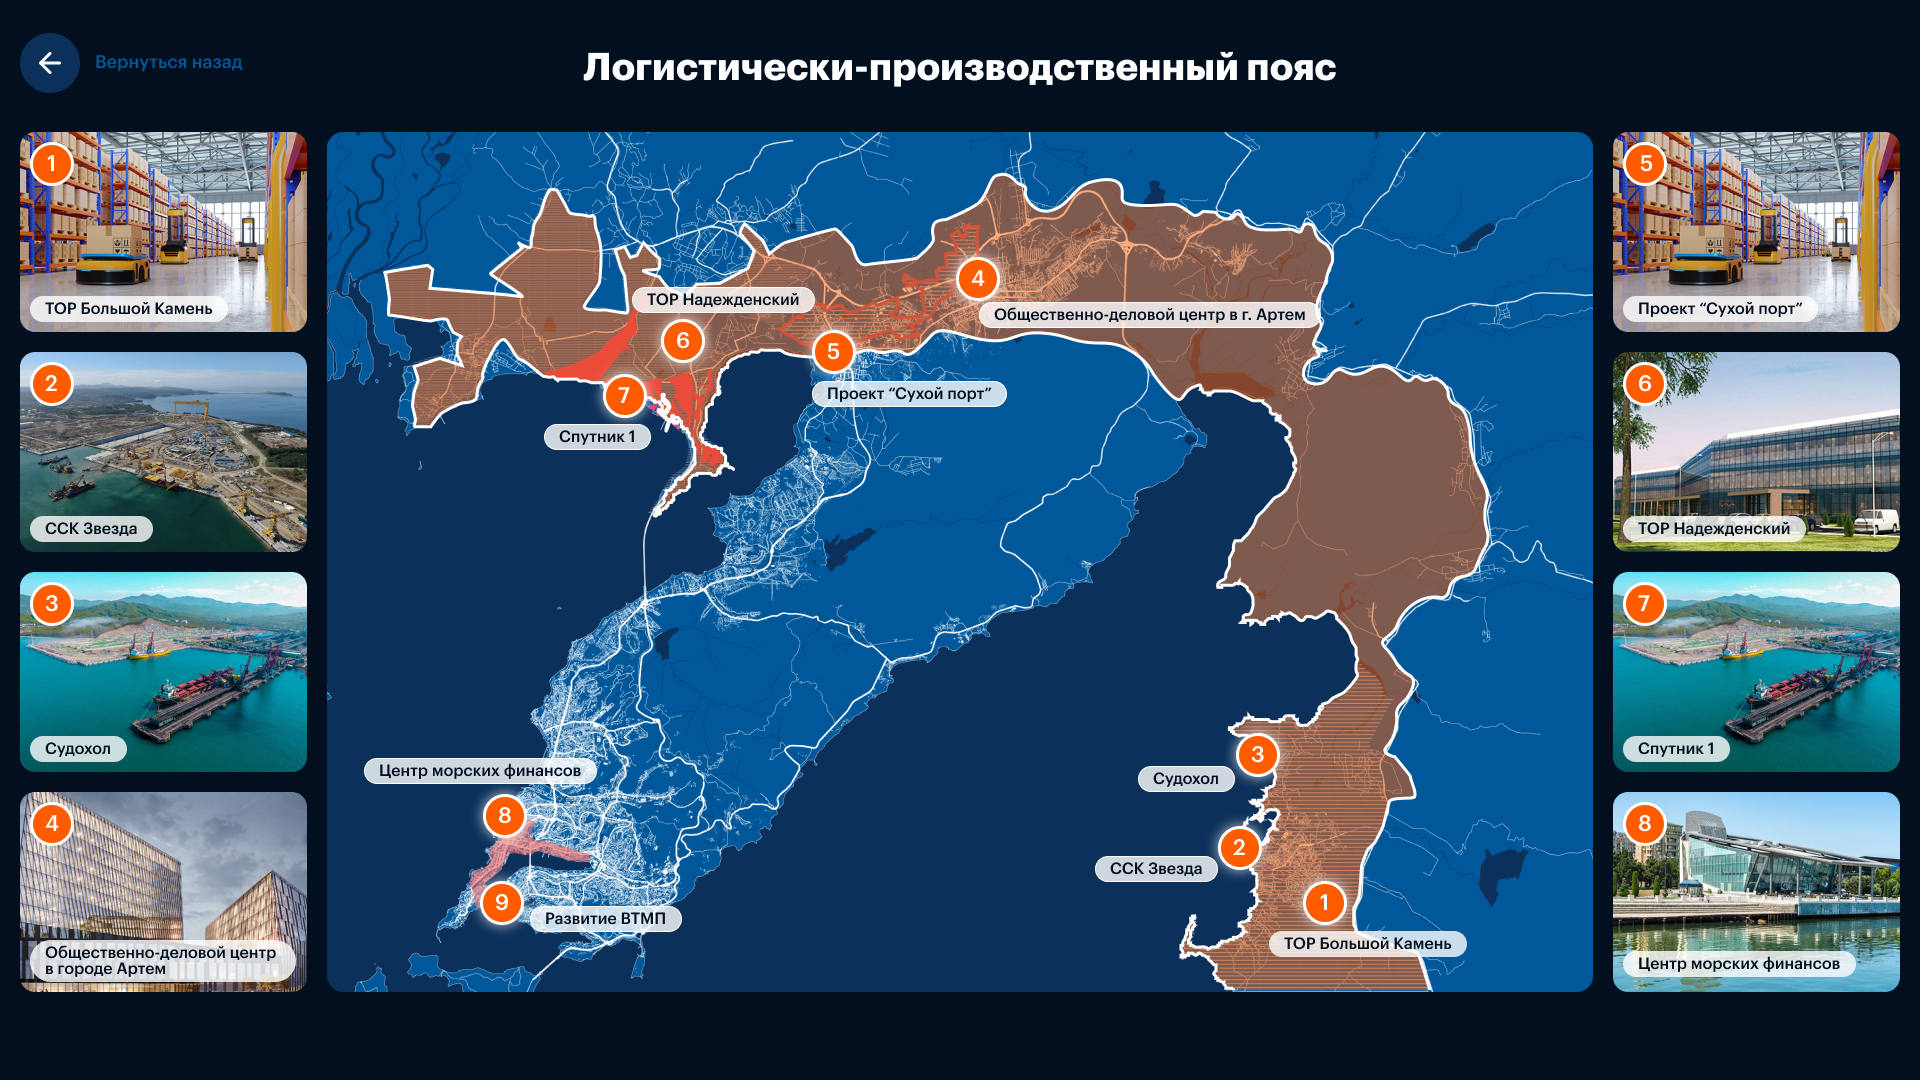 Вернуться назад
Логистически-производственный пояс
1
ТОР Большой Камень
2
ССК Звезда
3
Судохол
4
Общественно-деловой центр
в городе Артем
ТОР Надежденский
4
Общественно-деловой центр в г. Артем
6
5
7
Проект “Сухой порт”
Спутник 1
3
Центр морских финансов
Судохол
8
2
ССК Звезда
9
1
Развитие ВТМП
ТОР Большой Камень
5
Проект “Сухой порт”
6
ТОР Надежденский
7
Спутник 1
8
Центр морских финансов